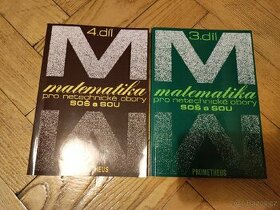 4.díl
M
matematika
pro netechnické obory
SOŠ a SOU
3.díl
M
matematika
pro netechnické obory
SOŠ a SOU
PROMETHEUS